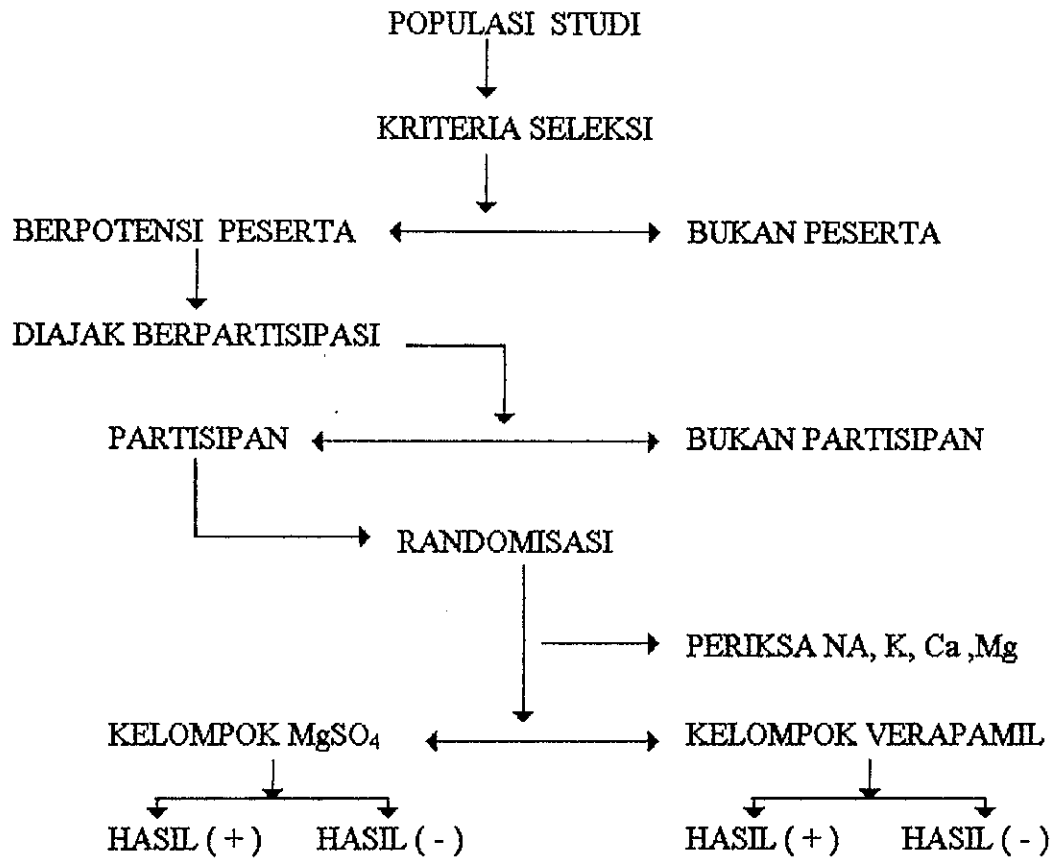 POPULASI STUDI
KRITERIA SELEKSI
BERPOTENSI PESERTA BUKAN PESERTA
DIAJAK BERPARTISIPASI
PARTISIPAN BUKAN PARTISIPAN
RANDOMISASI
PERIKSA NA, K, Ca ,Mg
KELOMPOK MgSO₄ KELOMPOK VERAPAMIL
HASIL ( + ) HASIL ( - ) HASIL ( + ) HASIL ( - )